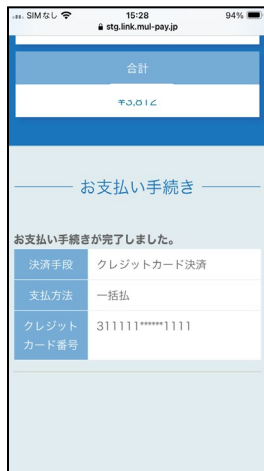 SIMなし 15:28 94%
stg.link.mul-pay.jp
合計
¥3,812
お支払い手続き
お支払い手続きが完了しました。
決済手段 クレジットカード決済
支払方法 一括払
クレジット
カード番号 311111******1111